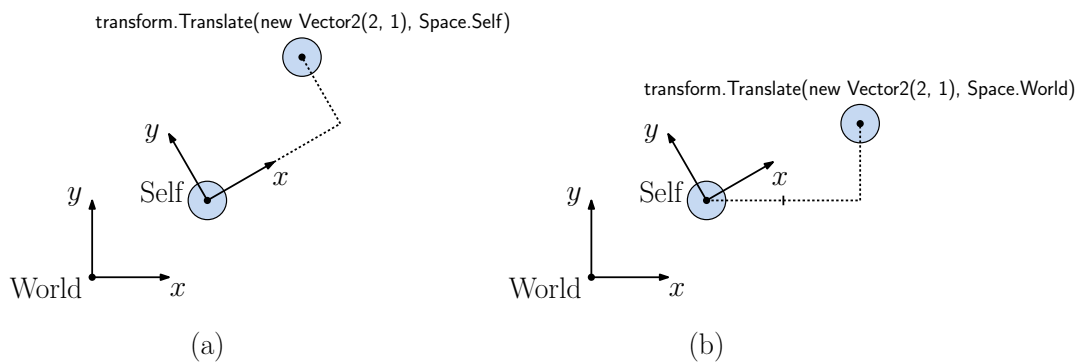 transform.Translate(new Vector2(2, 1), Space.Self)
y
x
Self
y
World
x
(a)
transform.Translate(new Vector2(2, 1), Space.World)
y
x
Self
y
World
x
(b)